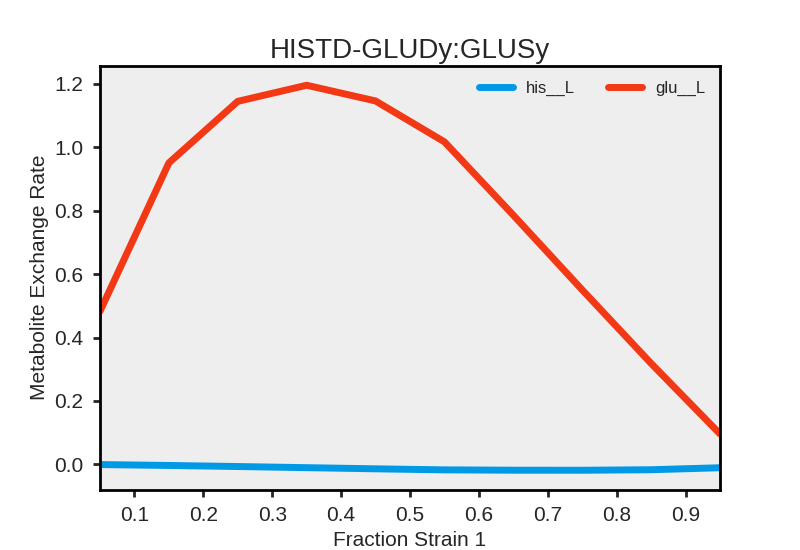 HISTD-GLUDy:GLUSy
his__L
glu__L
Metabolite Exchange Rate
1.2
1.0
0.8
0.6
0.4
0.2
0.0
0.1 0.2 0.3 0.4 0.5 0.6 0.7 0.8 0.9
Fraction Strain 1